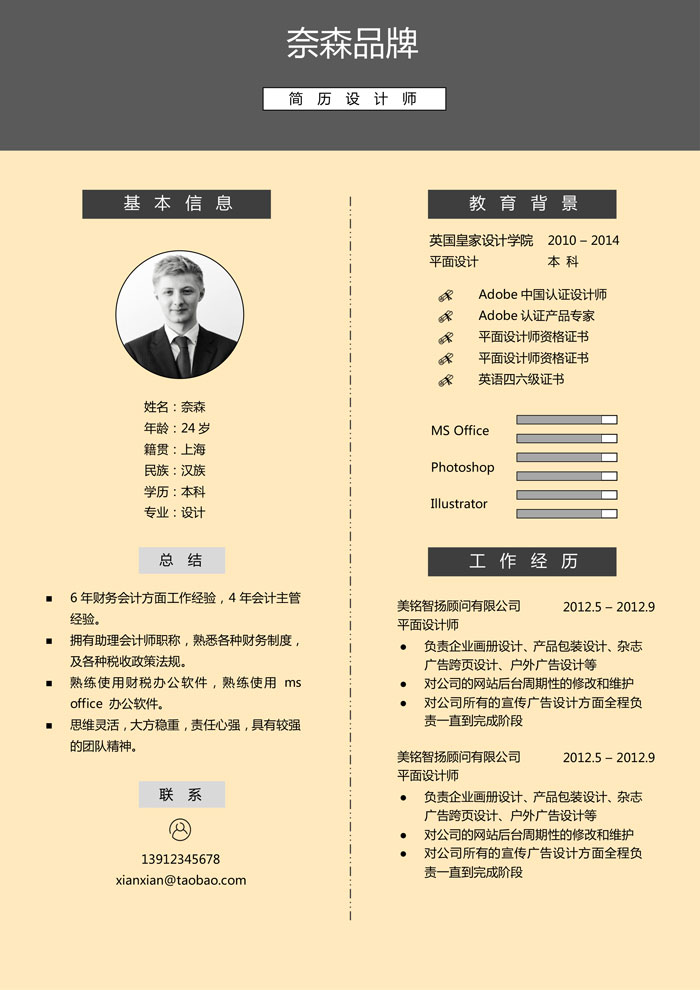 奈森品牌
简历设计师
基本信息
姓名：奈森
年龄：24 岁
籍贯：上海
民族：汉族
学历：本科
专业：设计
总 结
■ 6 年财务会计方面工作经验，4 年会计主管
经验。
■ 拥有助理会计师职称，熟悉各种财务制度，
及各种税收政策法规。
■ 熟练使用财税办公软件，熟练使用 ms
office 办公软件。
■ 思维灵活，大方稳重，责任心强，具有较强
的团队精神。
联 系
13912345678
xianxian@taobao.com
教育背景
英国皇家设计学院 2010 – 2014
平面设计 本 科
Adobe 中国认证设计师
Adobe 认证产品专家
平面设计师资格证书
平面设计师资格证书
英语四六级证书
MS Office
Photoshop
Illustrator
工作经历
美铭智扬顾问有限公司 2012.5 – 2012.9
平面设计师
● 负责企业画册设计、产品包装设计、杂志
广告跨页设计、户外广告设计等
● 对公司的网站后台周期性的修改和维护
● 对公司所有的宣传广告设计方面全程负
责一直到完成阶段
美铭智扬顾问有限公司 2012.5 – 2012.9
平面设计师
● 负责企业画册设计、产品包装设计、杂志
广告跨页设计、户外广告设计等
● 对公司的网站后台周期性的修改和维护
● 对公司所有的宣传广告设计方面全程负
责一直到完成阶段